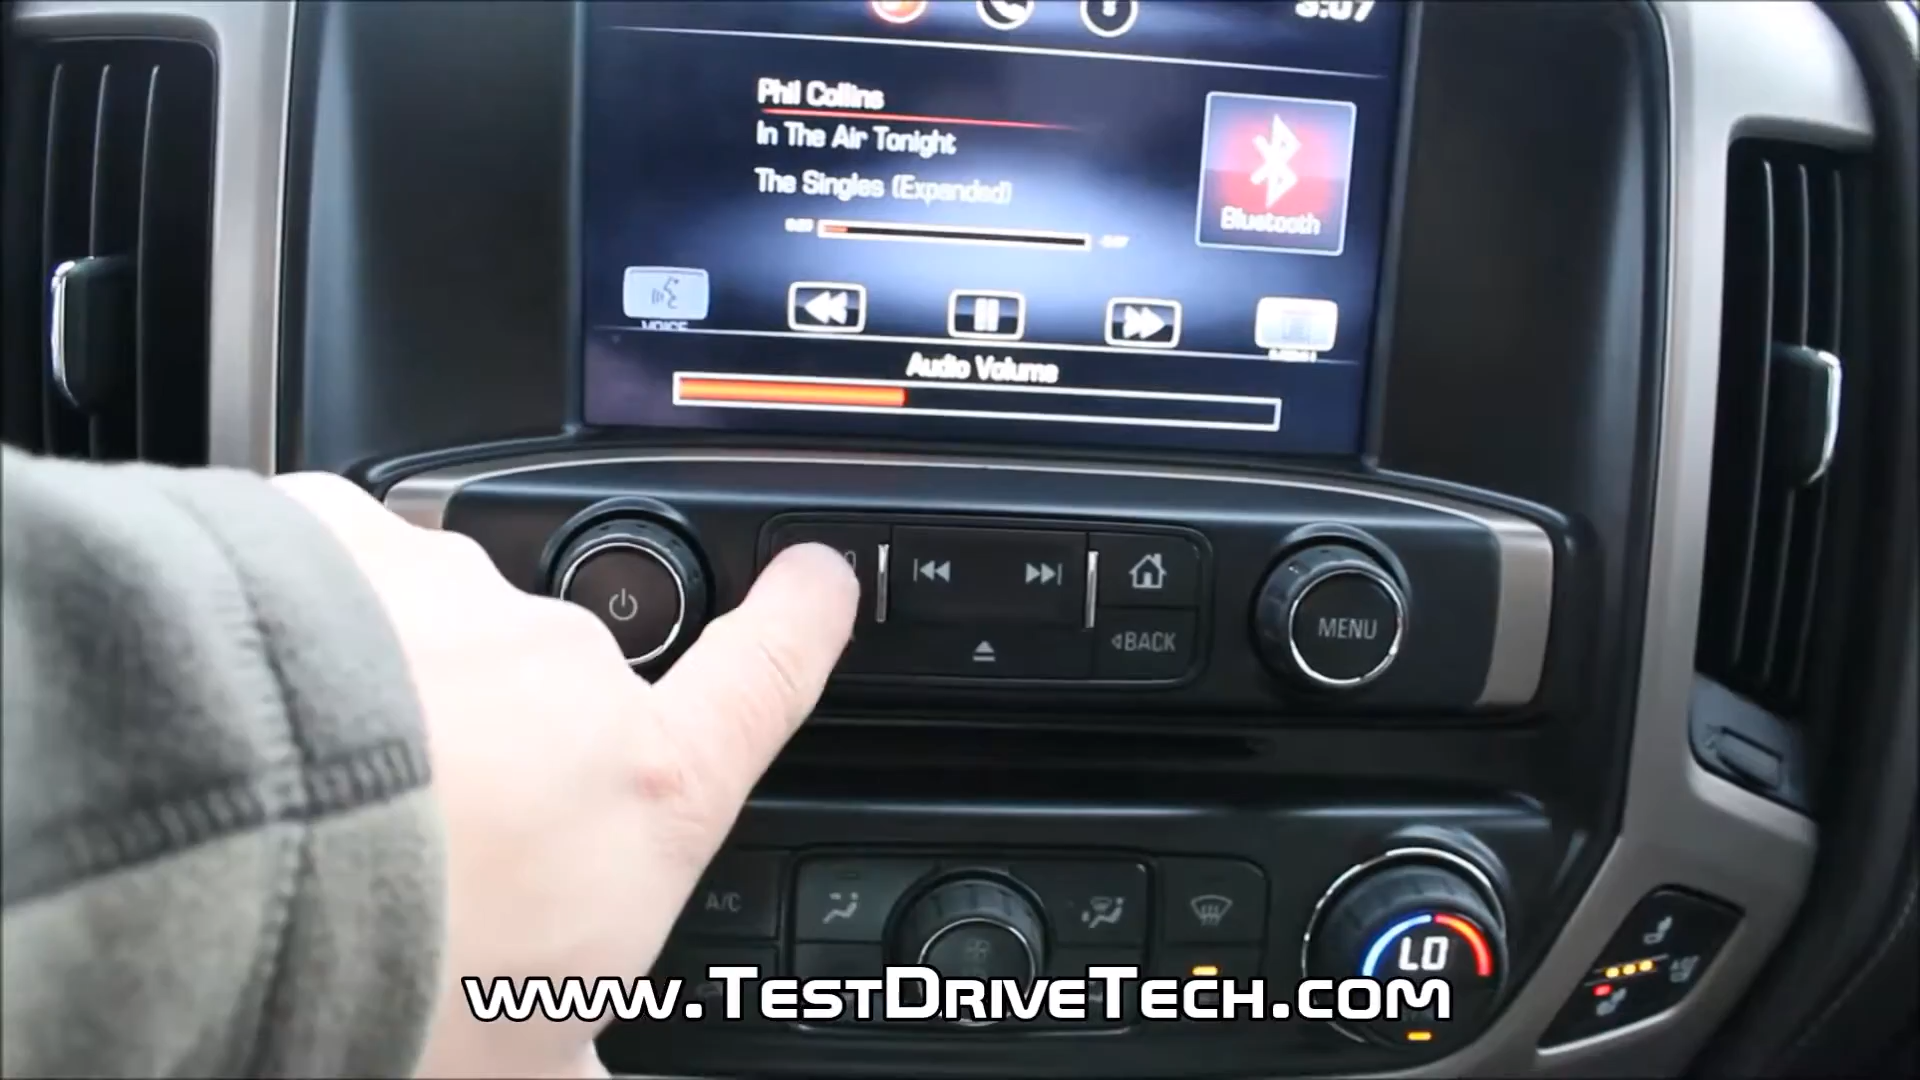 Phil Collins
In The Air Tonight
The Singles (Expanded)
Bluetooth
VOICE
Audio Volume
MENU
BACK
A/C
LO
www.TestDriveTech.com